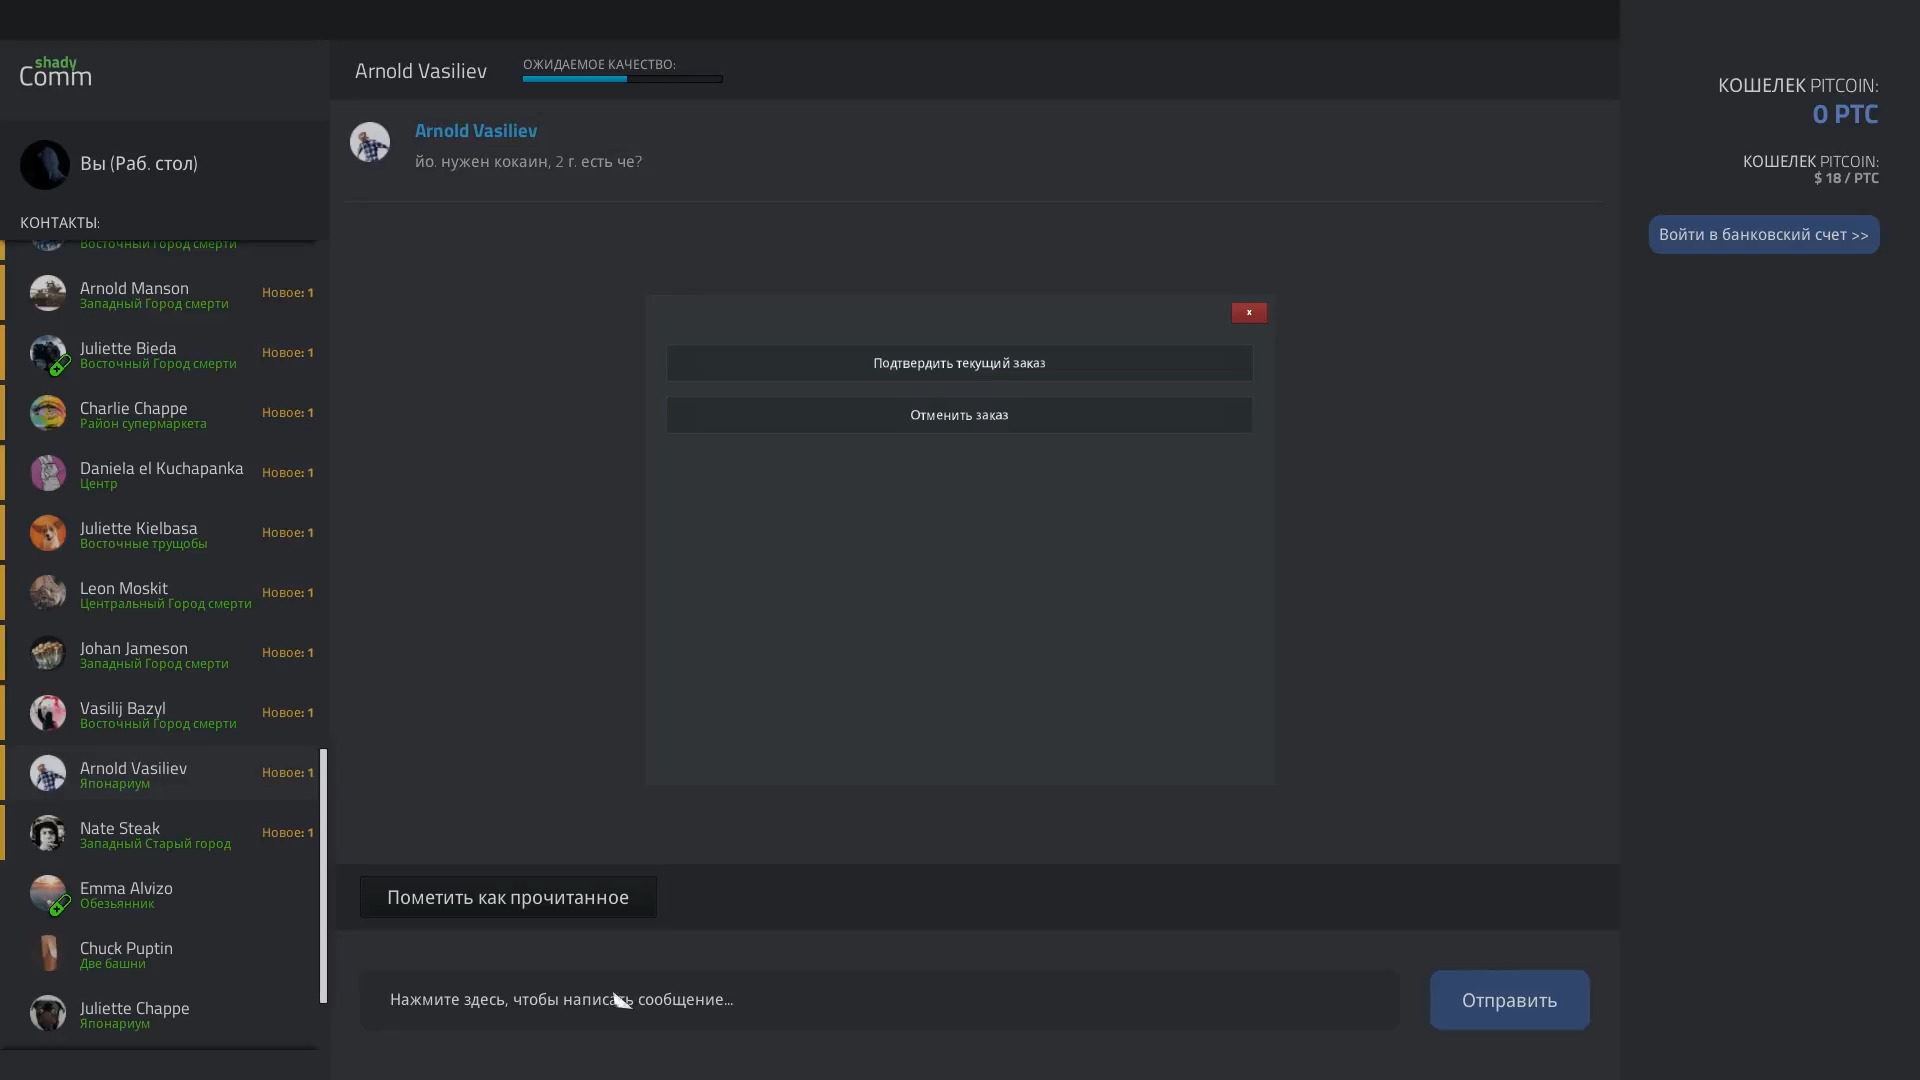 shady
Comm
Вы (Раб. стол)
КОНТАКТЫ:
Восточный Город смерти
Arnold Manson
Западный Город смерти
Новое: 1
Juliette Bieda
Восточный Город смерти
Новое: 1
Charlie Chappe
Район супермаркета
Новое: 1
Daniela el Kuchapanka
Центр
Новое: 1
Juliette Kielbasa
Восточные трущобы
Новое: 1
Leon Moskit
Центральный Город смерти
Новое: 1
Johan Jameson
Западный Город смерти
Новое: 1
Vasilij Bazyl
Восточный Город смерти
Новое: 1
Arnold Vasiliev
Японариум
Новое: 1
Nate Steak
Западный Старый город
Новое: 1
Emma Alvizo
Обезьянник
Chuck Puptin
Две башни
Juliette Chappe
Японариум
Arnold Vasiliev
ОЖИДАЕМОЕ КАЧЕСТВО:
Arnold Vasiliev
йо. нужен кокаин, 2 г. есть че?
x
Подтвердить текущий заказ
Отменить заказ
Пометить как прочитанное
Нажмите здесь, чтобы написать сообщение...
Отправить
КОШЕЛЕК PITCOIN:
0 PTC
КОШЕЛЕК PITCOIN:
$ 18 / PTC
Войти в банковский счет >>